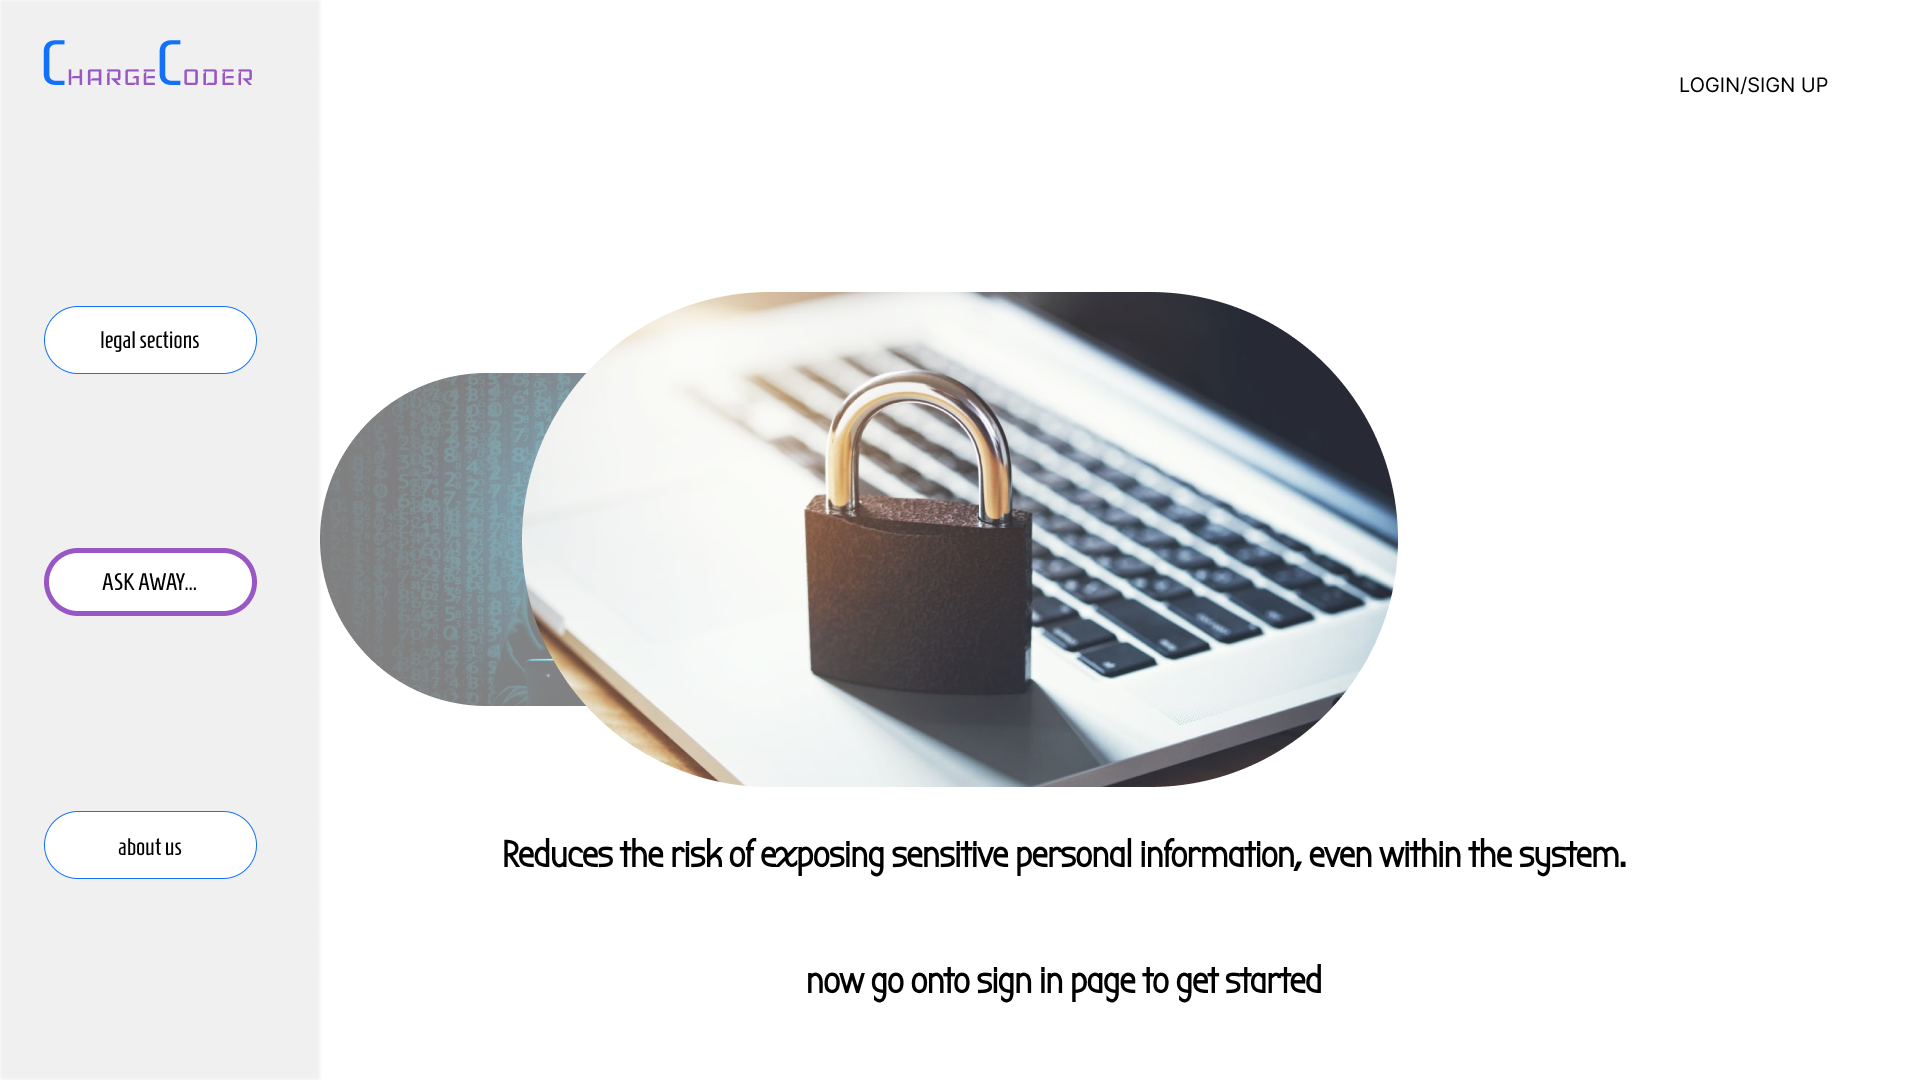 CHARGECODER
LOGIN/SIGN UP
legal sections
ASK AWAY...
about us
Reduces the risk of exposing sensitive personal information, even within the system.
now go onto sign in page to get started